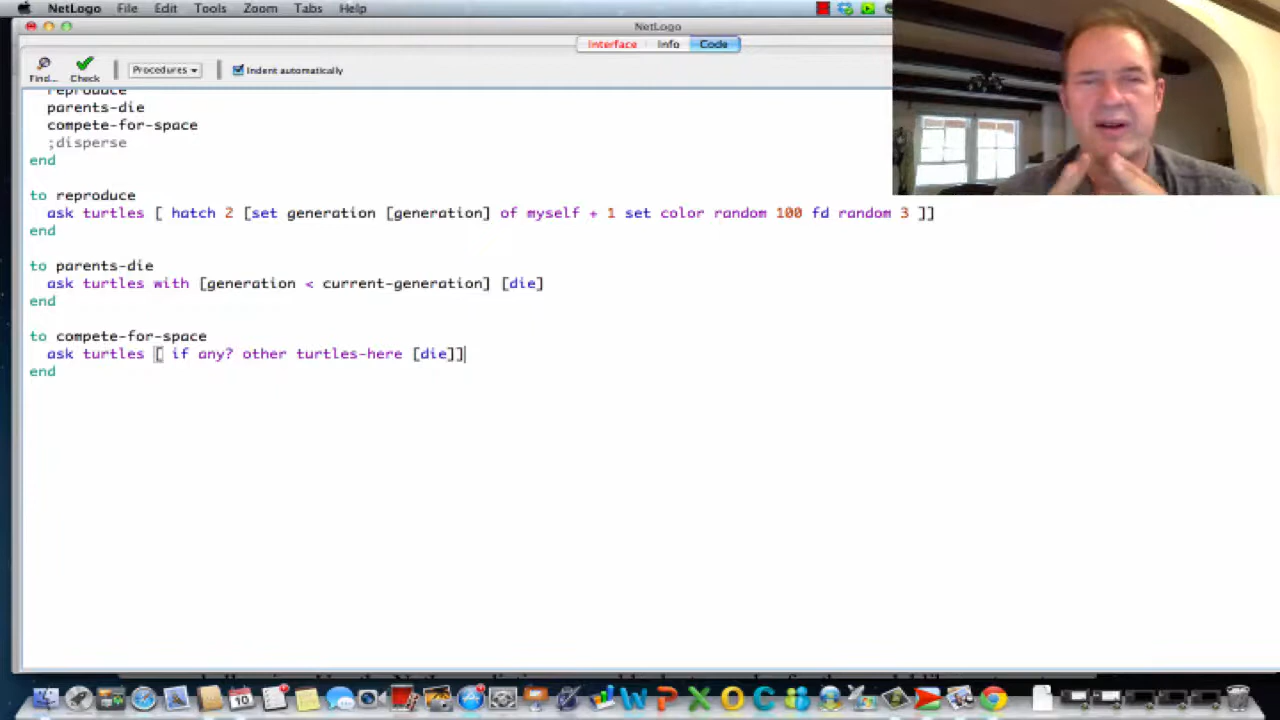 NetLogo File Edit Tools Zoom Tabs Help
NetLogo
Interface Info Code
Find... Check Procedures Indent automatically
reproduce
parents-die
compete-for-space
;disperse
end
to reproduce
ask turtles [ hatch 2 [set generation [generation] of myself + 1 set color random 100 fd random 3 ]]
end
to parents-die
ask turtles with [generation < current-generation] [die]
end
to compete-for-space
ask turtles [ if any? other turtles-here [die]]
end